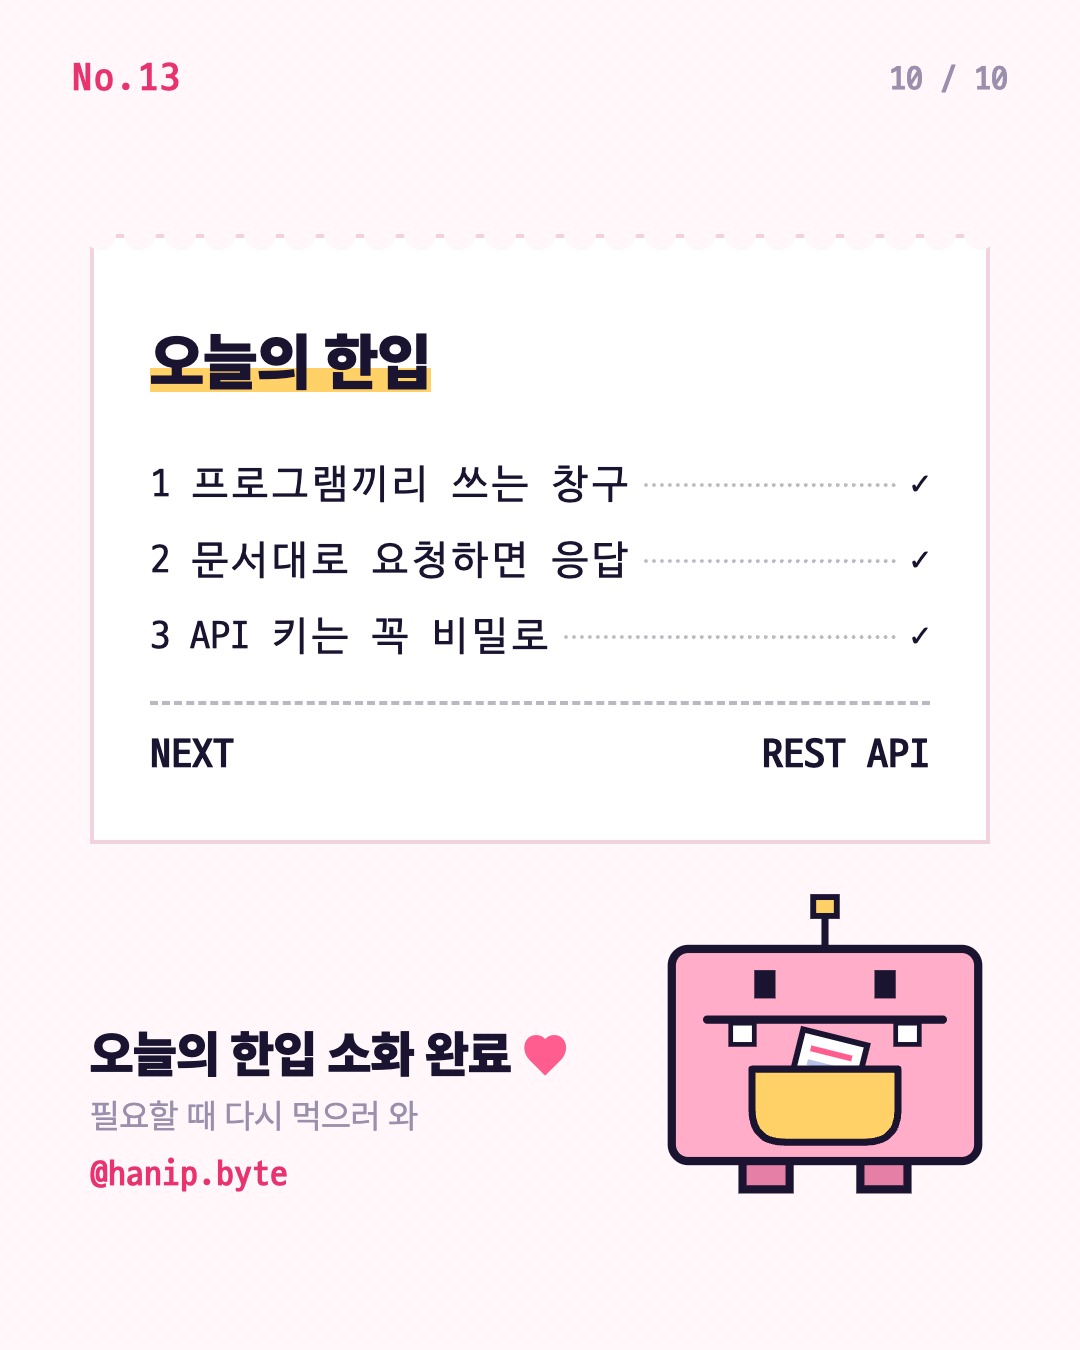 No.13
10 / 10
오늘의 한입
1 프로그램끼리 쓰는 창구 ✓
2 문서대로 요청하면 응답 ✓
3 API 키는 꼭 비밀로 ✓
NEXT REST API
오늘의 한입 소화 완료
필요할 때 다시 먹으러 와
@hanip.byte